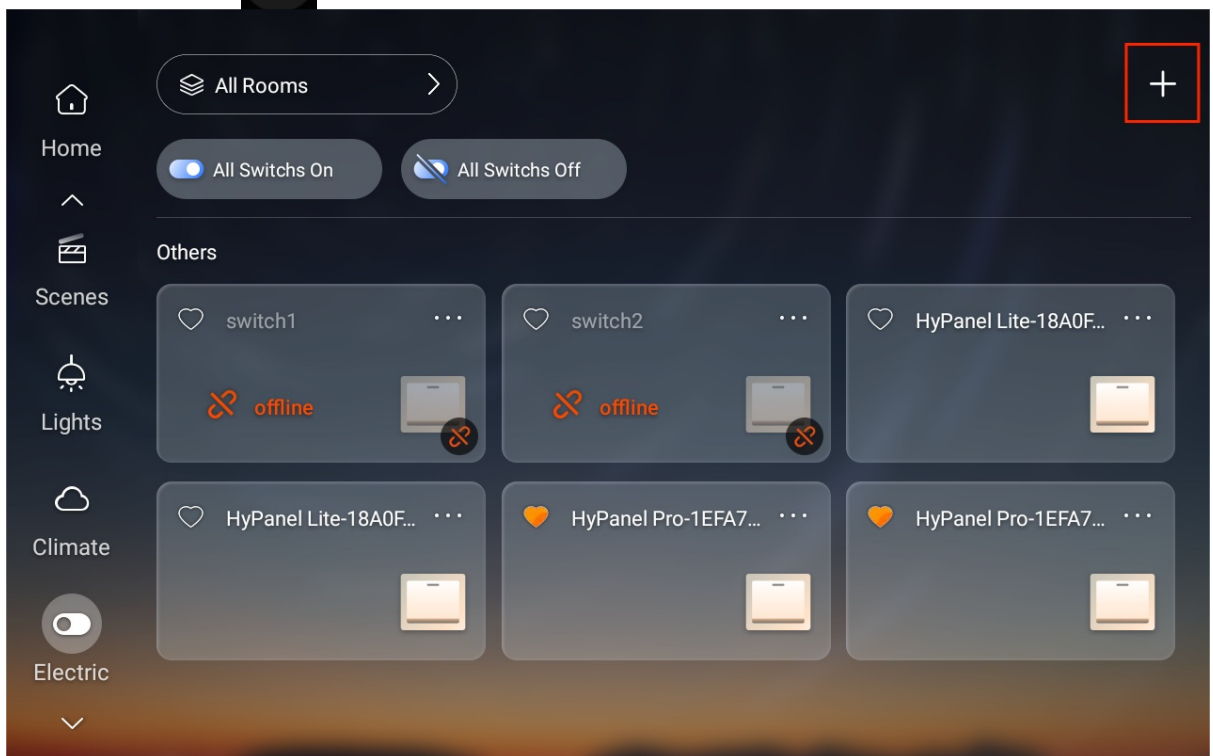 All Rooms
Home
All Switchs On
All Switchs Off
Others
Scenes
switch1
switch2
HyPanel Lite-18A0F...
offline
offline
Lights
HyPanel Lite-18A0F...
HyPanel Pro-1EFA7...
HyPanel Pro-1EFA7...
Climate
Electric